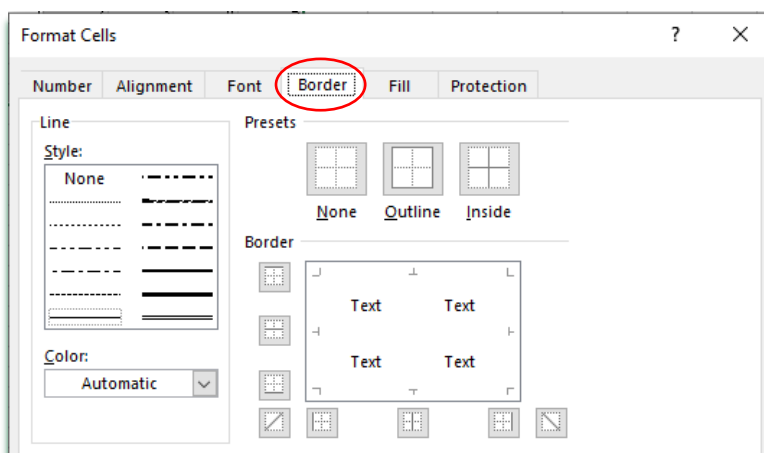 Format Cells ? ×
Number Alignment Font Border Fill Protection
Line
Style:
None
Color:
Automatic
Presets
None Outline Inside
Border
Text Text
Text Text